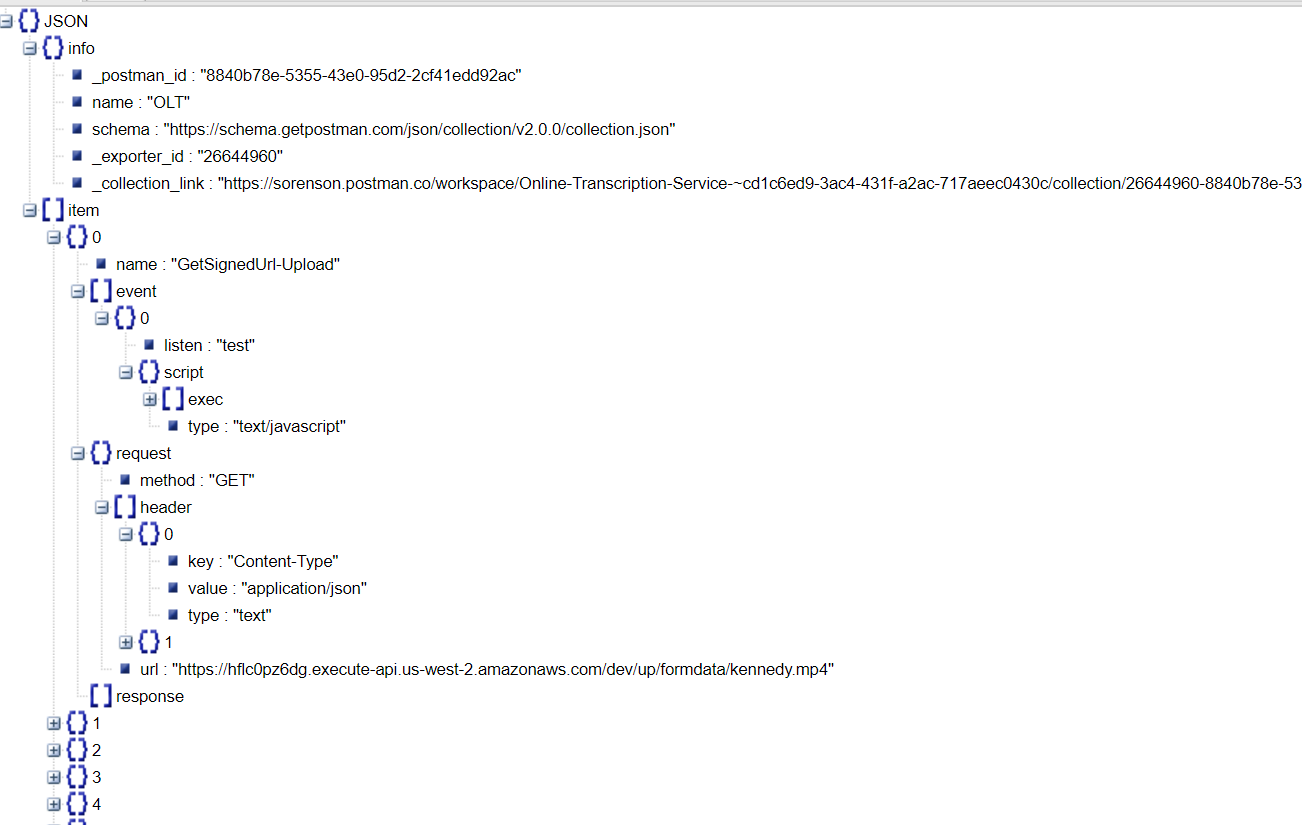 JSON
info
_postman_id : "8840b78e-5355-43e0-95d2-2cf41edd92ac"
name : "OLT"
schema : "https://schema.getpostman.com/json/collection/v2.0.0/collection.json"
_exporter_id : "26644960"
_collection_link : "https://sorenson.postman.co/workspace/Online-Transcription-Service-~cd1c6ed9-3ac4-431f-a2ac-717aeec0430c/collection/26644960-8840b78e-53
item
0
name : "GetSignedUrl-Upload"
event
0
listen : "test"
script
exec
type : "text/javascript"
request
method : "GET"
header
0
key : "Content-Type"
value : "application/json"
type : "text"
1
url : "https://hflc0pz6dg.execute-api.us-west-2.amazonaws.com/dev/up/formdata/kennedy.mp4"
response
1
2
3
4